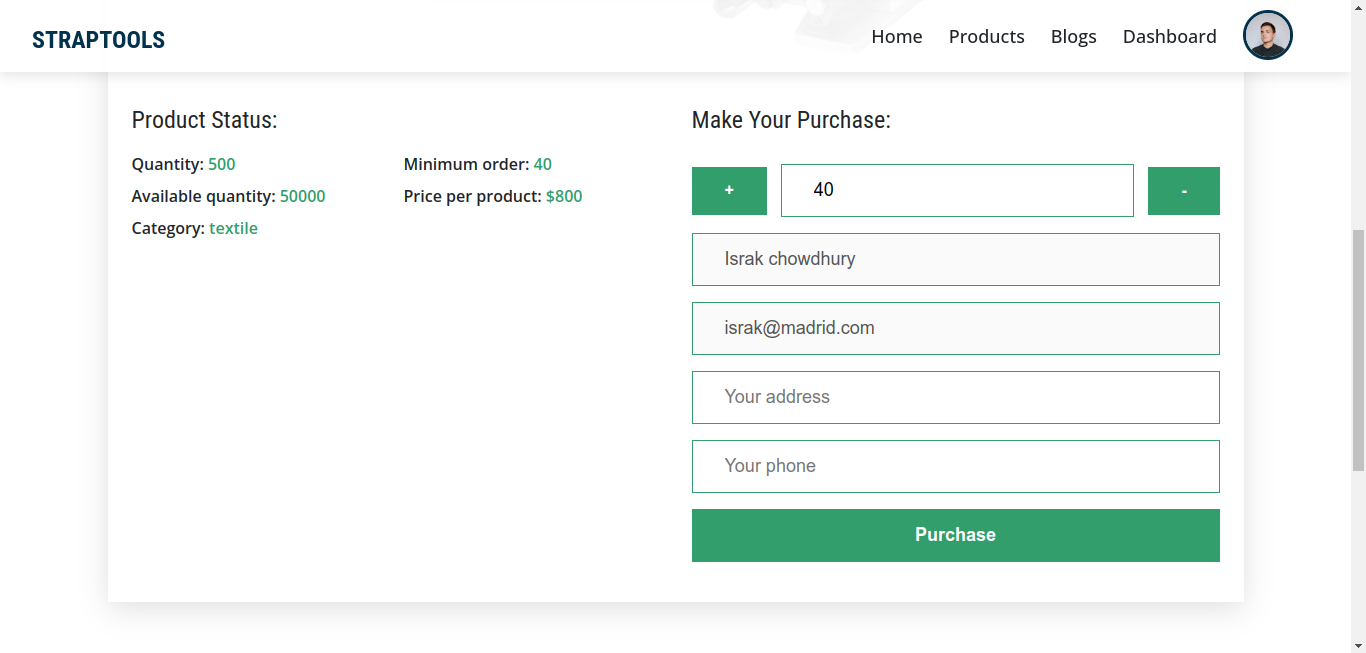 STRAPTOOLS
Home Products Blogs Dashboard
Product Status:
Quantity: 500 Minimum order: 40
Available quantity: 50000 Price per product: $800
Category: textile
Make Your Purchase:
+ 40 -
Israk chowdhury
israk@madrid.com
Your address
Your phone
Purchase